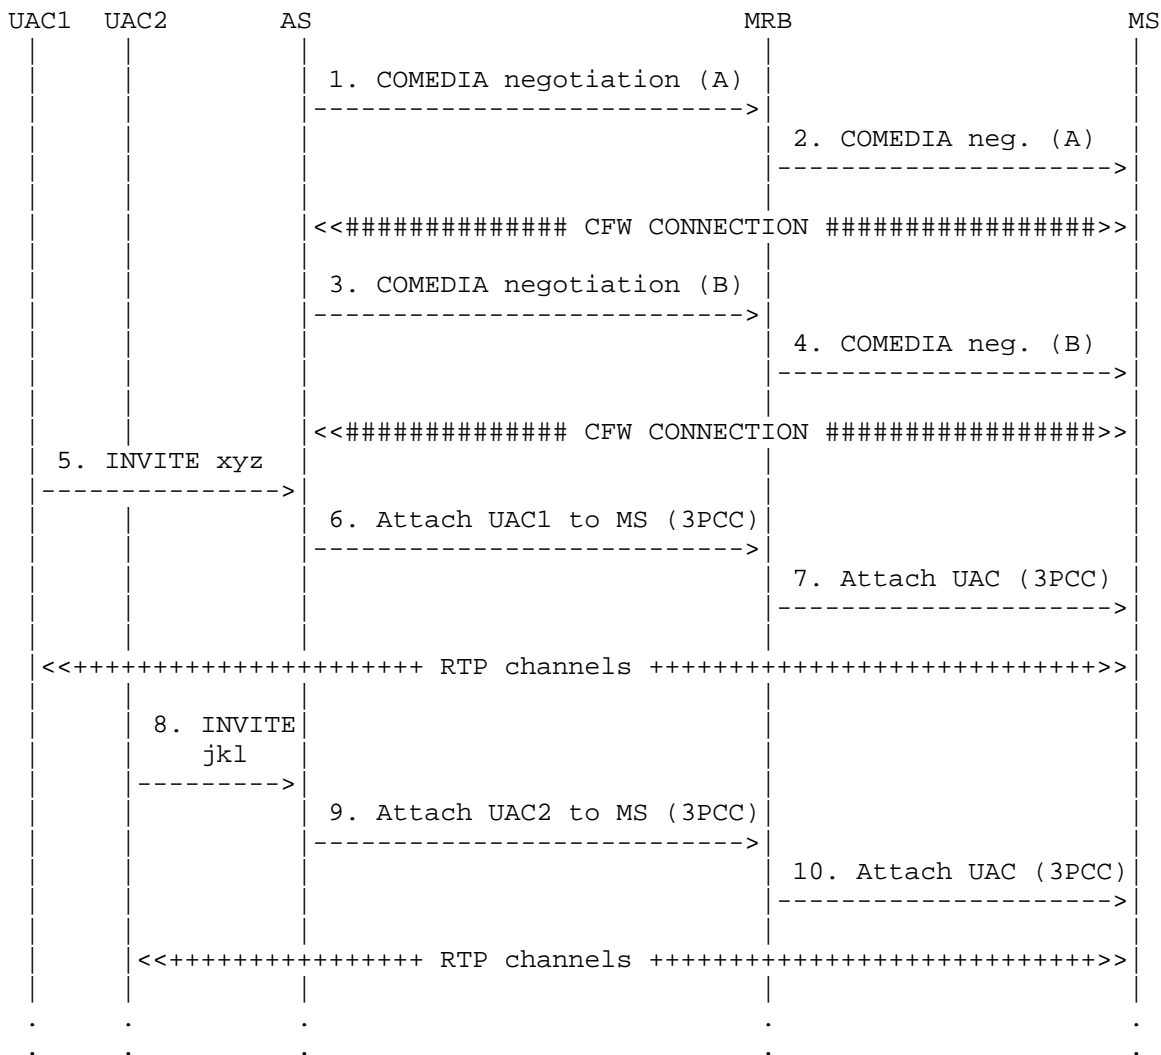 UAC1 UAC2 AS MRB MS
1. COMEDIA negotiation (A)
2. COMEDIA neg. (A)
<<############## CFW CONNECTION #################>>
3. COMEDIA negotiation (B)
4. COMEDIA neg. (B)
<<############## CFW CONNECTION #################>>
5. INVITE xyz
6. Attach UAC1 to MS (3PCC)
7. Attach UAC (3PCC)
<<++++++++++++++++++++++ RTP channels ++++++++++++++++++++++++++++++>>
8. INVITE
jkl
9. Attach UAC2 to MS (3PCC)
10. Attach UAC (3PCC)
<<++++++++++++++++ RTP channels ++++++++++++++++++++++++++++++>>